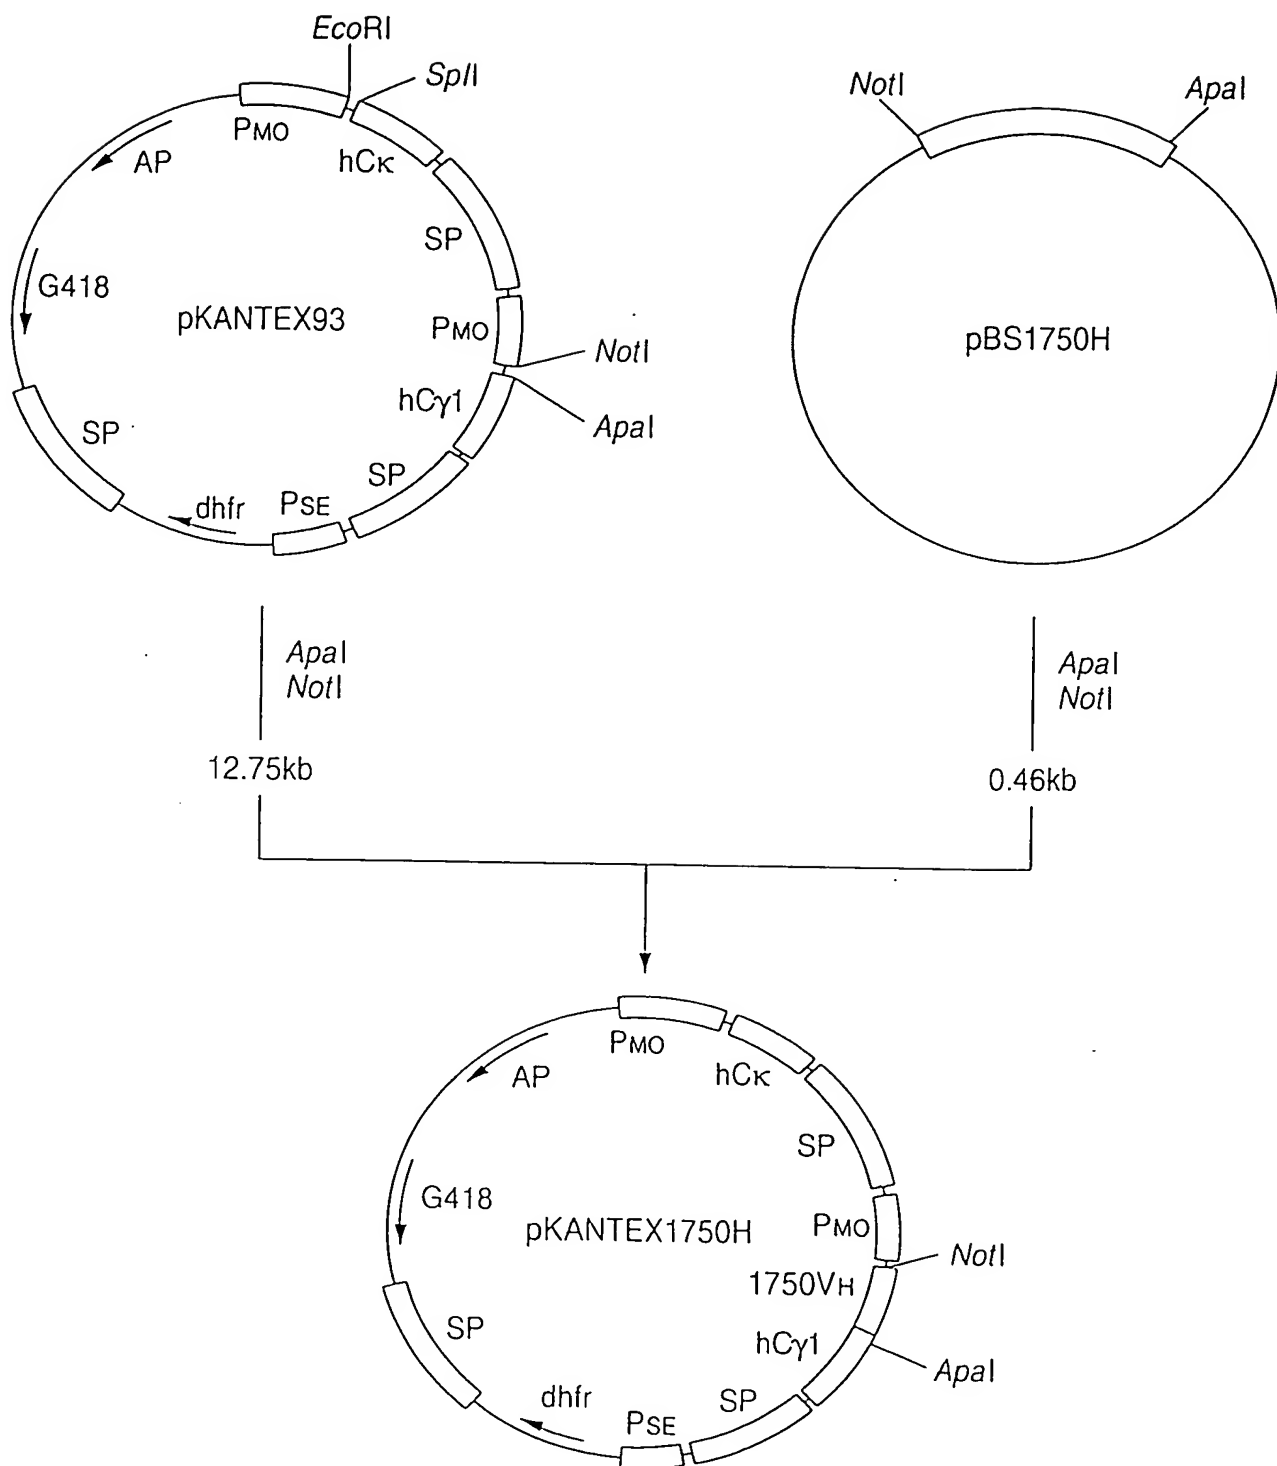 EcoRI
SplI
PMO
hCκ
AP
SP
G418
pKANTEX93
PMO
NotI
hCγ1
ApaI
SP
SP
dhfr
PSE
NotI
ApaI
pBS1750H
ApaI
NotI
12.75kb
ApaI
NotI
0.46kb
PMO
hCκ
AP
SP
G418
pKANTEX1750H
PMO
NotI
1750VH
hCγ1
ApaI
SP
SP
dhfr
PSE